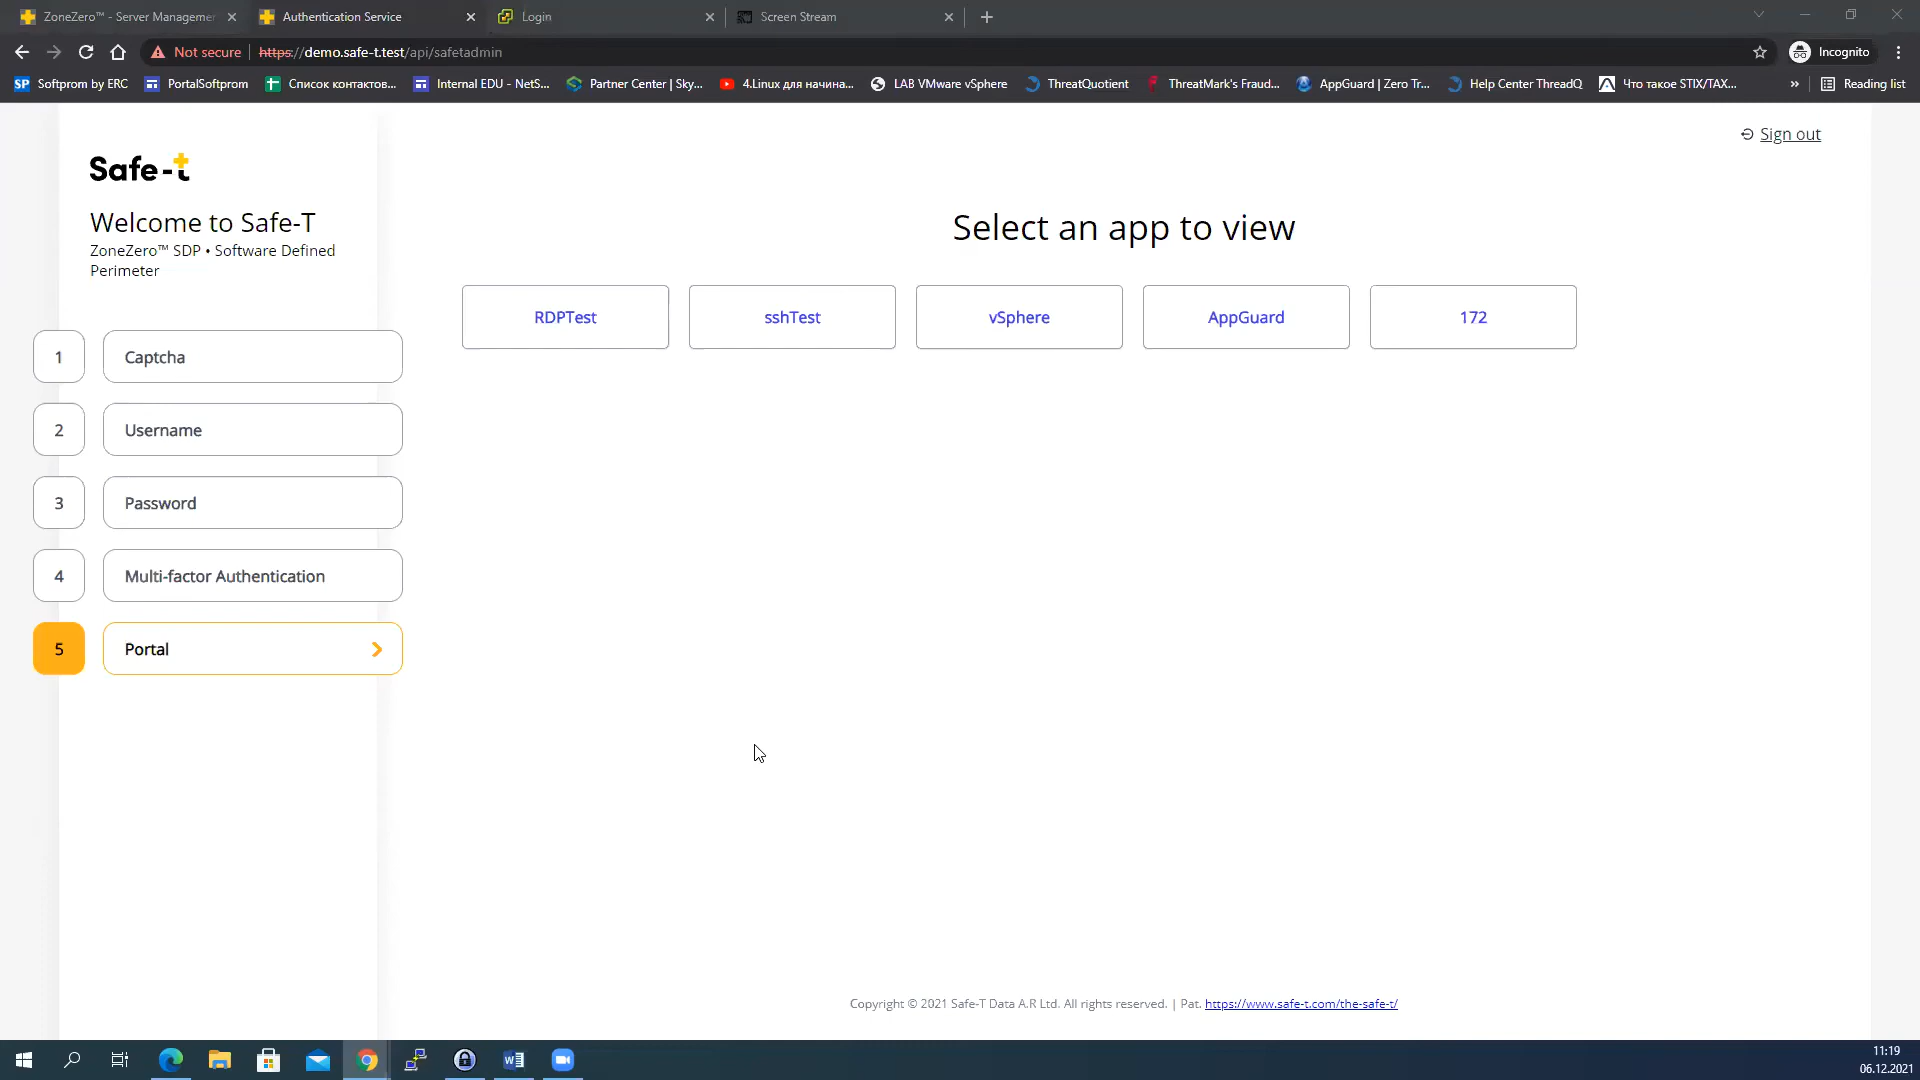 ZoneZero™ - Server Managemer
Authentication Service
Login
Screen Stream
Not secure
https://demo.safe-t.test/api/safetadmin
Incognito
SP Softprom by ERC
PortalSoftprom
Список контактов...
Internal EDU - NetS...
Partner Center | Sky...
4.Linux для начина...
LAB VMware vSphere
ThreatQuotient
ThreatMark's Fraud...
AppGuard | Zero Tr...
Help Center ThreadQ
Что такое STIX/TAX...
»
Reading list
Sign out
Safe-t
Welcome to Safe-T
ZoneZero™ SDP • Software Defined
Perimeter
Select an app to view
RDPTest
sshTest
vSphere
AppGuard
172
1 Captcha
2 Username
3 Password
4 Multi-factor Authentication
5 Portal
Copyright © 2021 Safe-T Data A.R Ltd. All rights reserved. | Pat. https://www.safe-t.com/the-safe-t/
11:19
06.12.2021